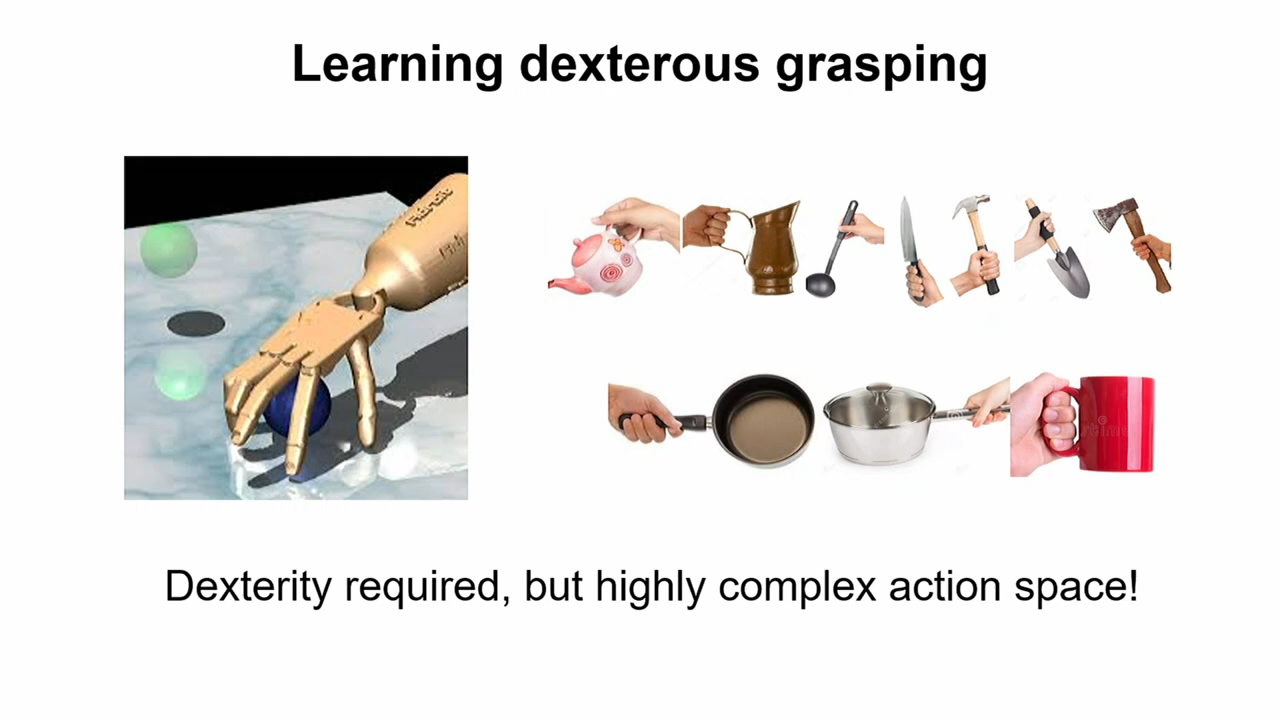 Learning dexterous grasping
Dexterity required, but highly complex action space!